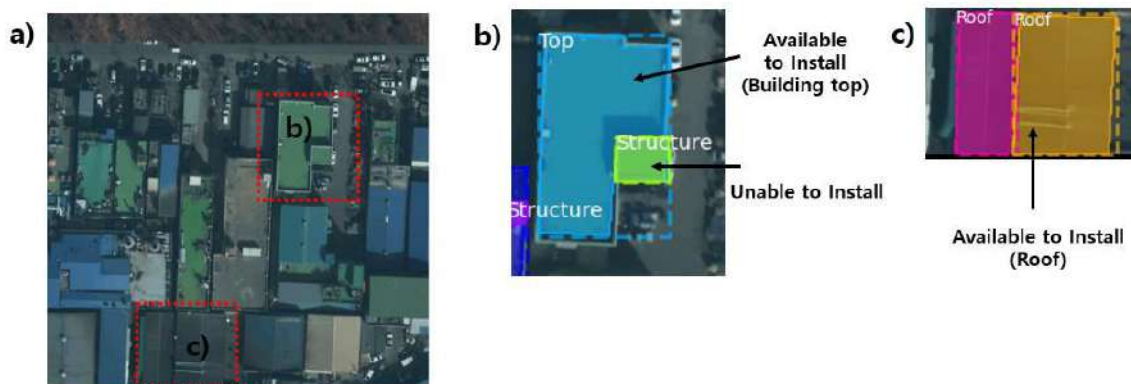 a)
b)
c)
b)
Top
Structure
Structure
Available
to Install
(Building top)
Unable to Install
c)
Roof
Roof
Available to Install
(Roof)